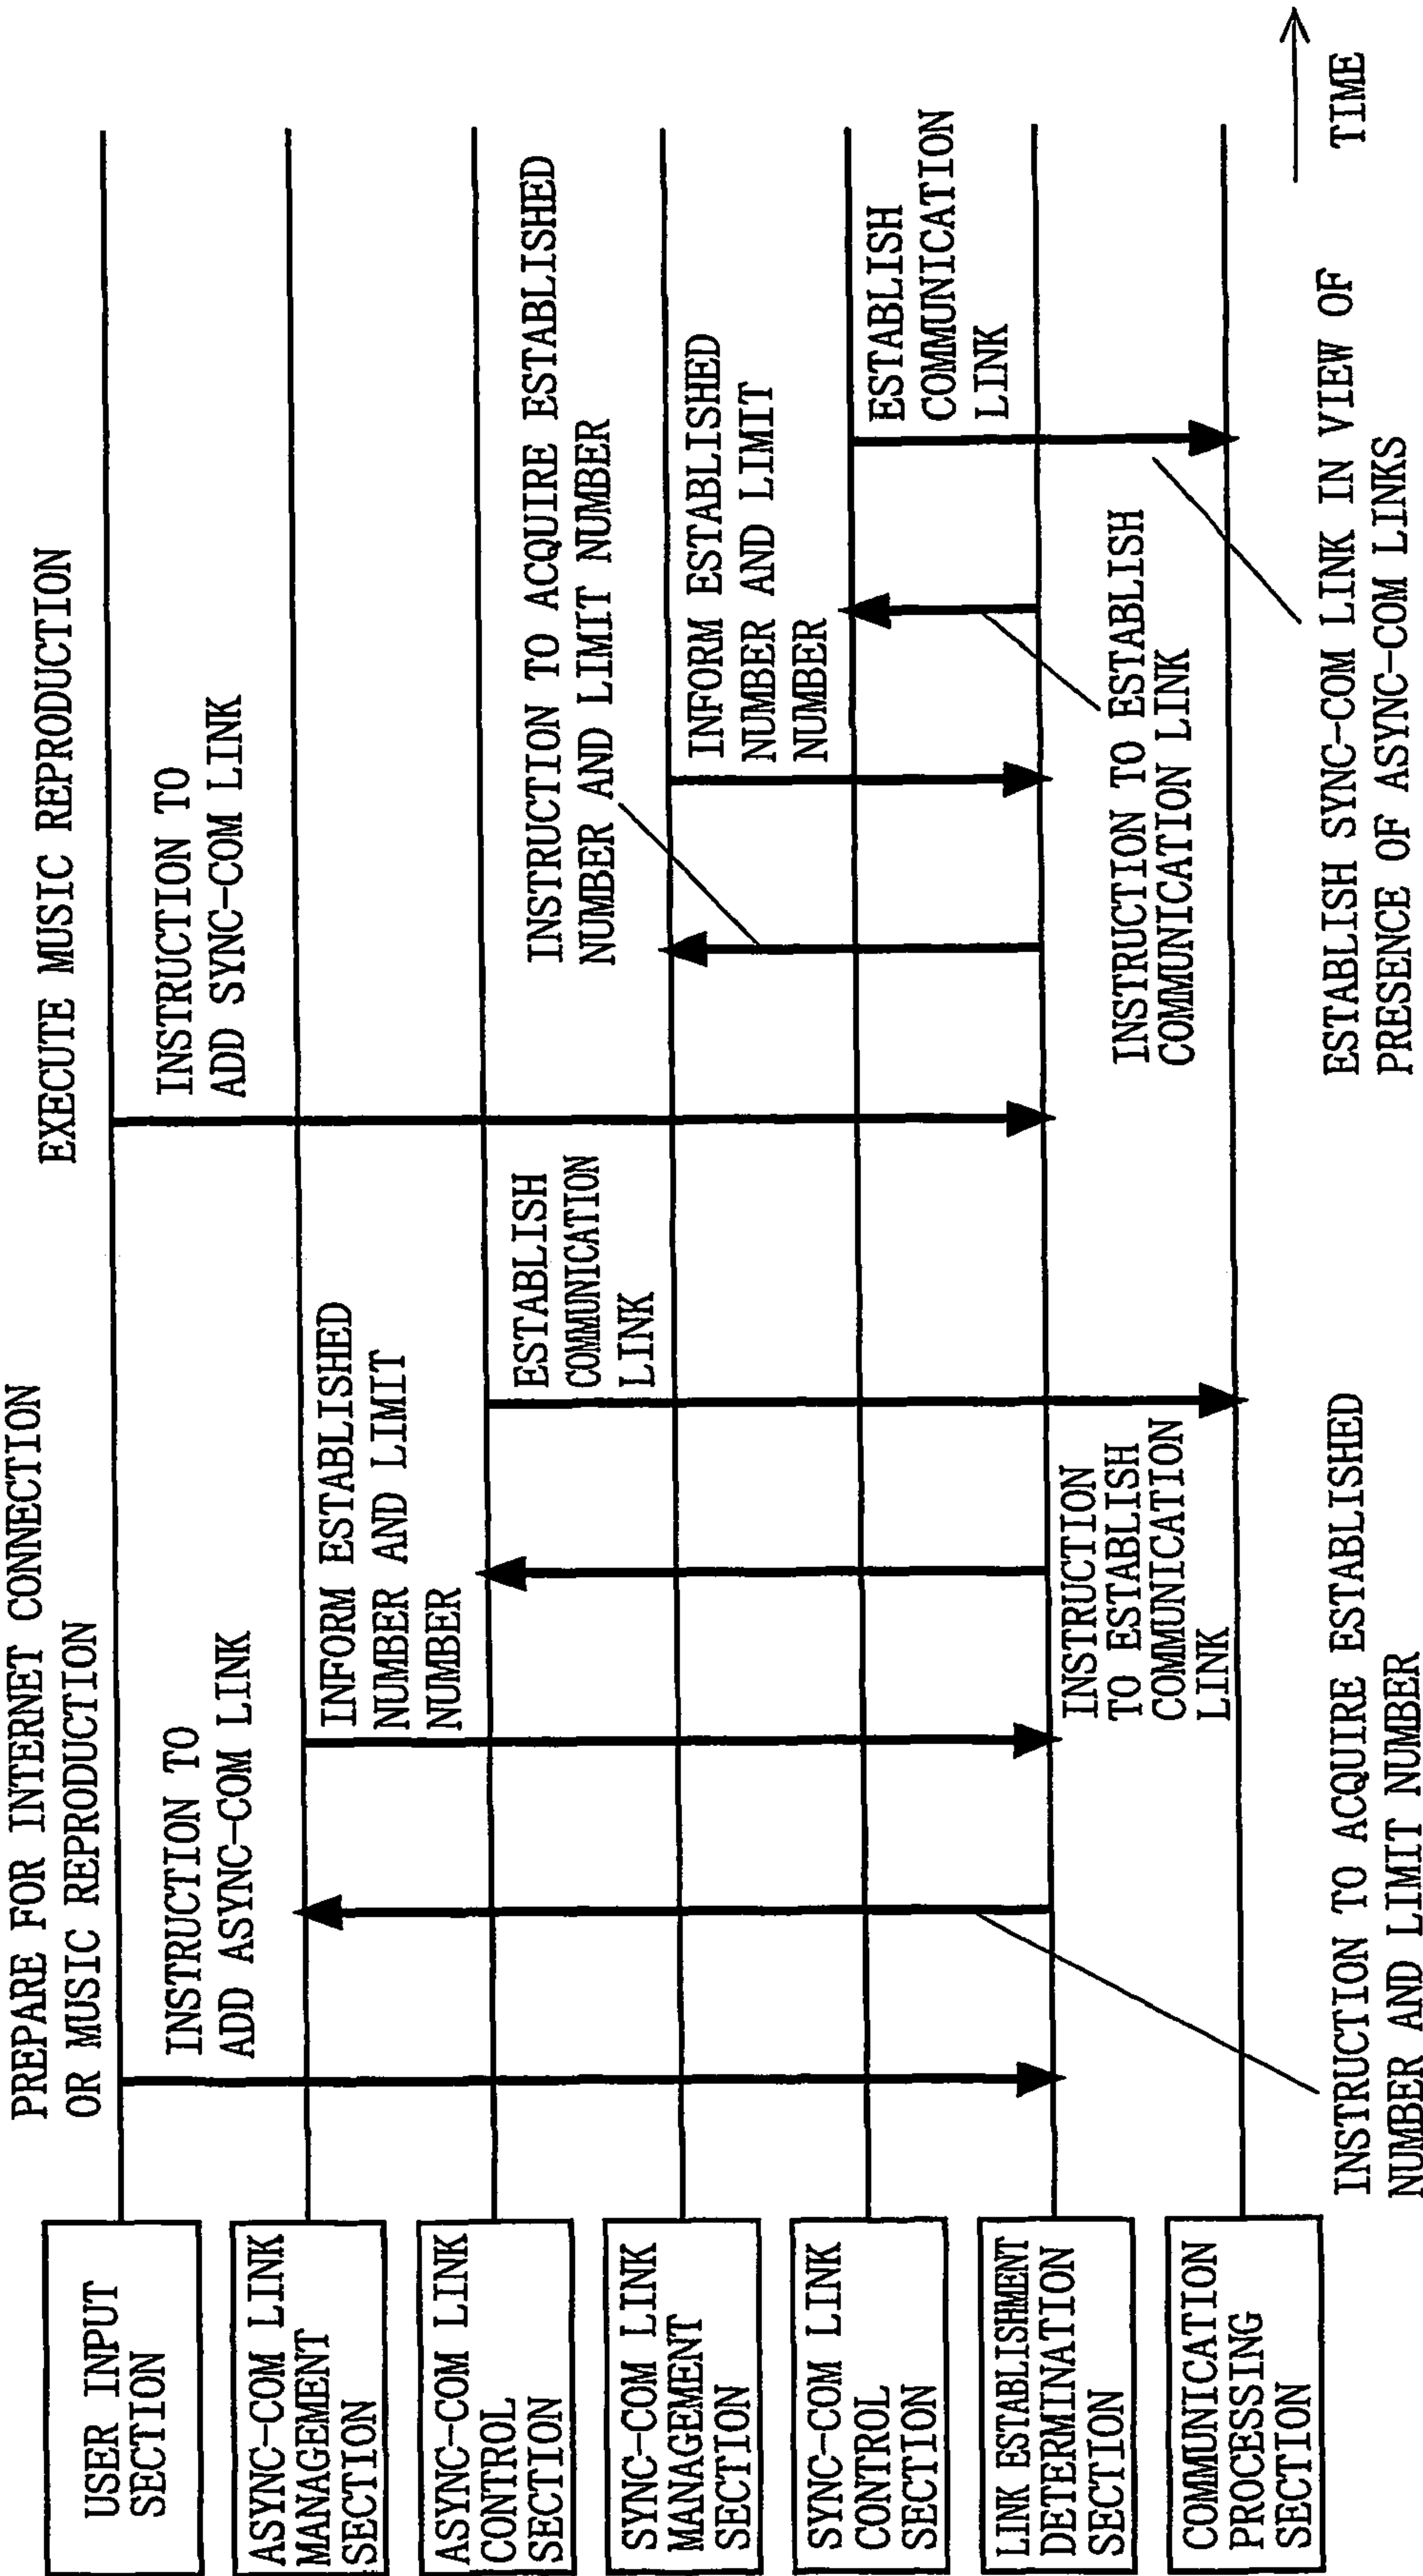 PREPARE FOR INTERNET CONNECTION
OR MUSIC REPRODUCTION
EXECUTE MUSIC REPRODUCTION
USER INPUT
SECTION
INSTRUCTION TO
ADD ASYNC-COM LINK
INSTRUCTION TO
ADD SYNC-COM LINK
ASYNC-COM LINK
MANAGEMENT
SECTION
INFORM ESTABLISHED
NUMBER AND LIMIT
NUMBER
ASYNC-COM LINK
CONTROL
SECTION
ESTABLISH
COMMUNICATION
LINK
INSTRUCTION TO ACQUIRE ESTABLISHED
NUMBER AND LIMIT NUMBER
SYNC-COM LINK
MANAGEMENT
SECTION
INFORM ESTABLISHED
NUMBER AND LIMIT
NUMBER
SYNC-COM LINK
CONTROL
SECTION
ESTABLISH
COMMUNICATION
LINK
LINK ESTABLISHMENT
DETERMINATION
SECTION
INSTRUCTION
TO ESTABLISH
COMMUNICATION
LINK
INSTRUCTION TO ESTABLISH
COMMUNICATION LINK
COMMUNICATION
PROCESSING
SECTION
INSTRUCTION TO ACQUIRE ESTABLISHED
NUMBER AND LIMIT NUMBER
ESTABLISH SYNC-COM LINK IN VIEW OF
PRESENCE OF ASYNC-COM LINKS
TIME